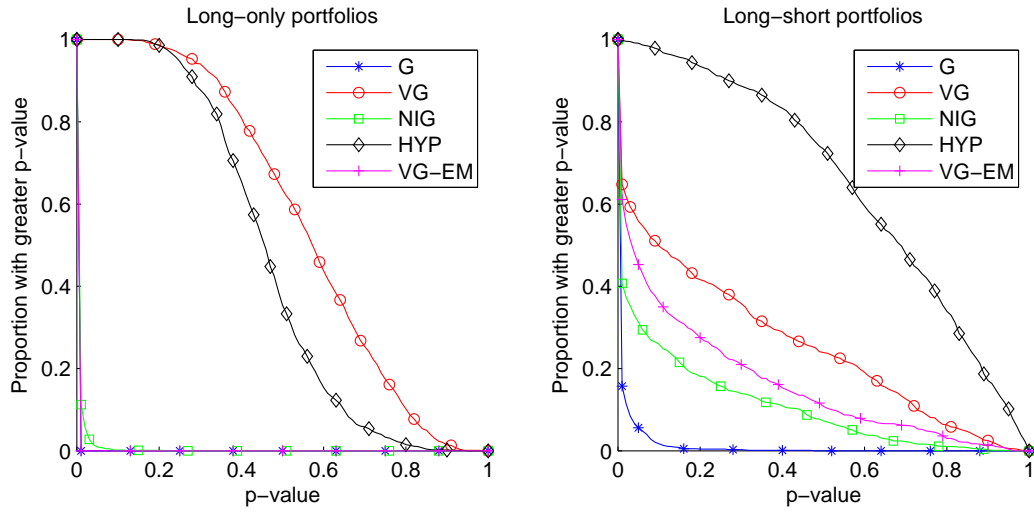 Long-only portfolios
Proportion with greater p-value
1
0.8
0.6
0.4
0.2
0
0 0.2 0.4 0.6 0.8 1
p-value
G
VG
NIG
HYP
VG-EM
Long-short portfolios
Proportion with greater p-value
1
0.8
0.6
0.4
0.2
0
0 0.2 0.4 0.6 0.8 1
p-value
G
VG
NIG
HYP
VG-EM